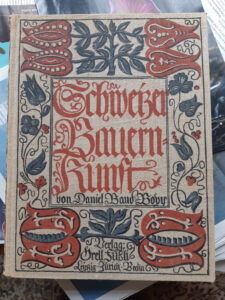 Schweizer
Bauern-
Kunst
von Daniel Baud Bovy
Verlag:
Orell Füßli
Leipzig Zürich Berlin